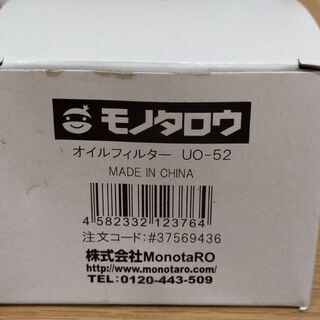 モノタロウ
オイルフィルター UO-52
MADE IN CHINA
4 582332 123764
注文コード:#37569436
株式会社MonotaRO
http://www.monotaro.com/
TEL:0120-443-509